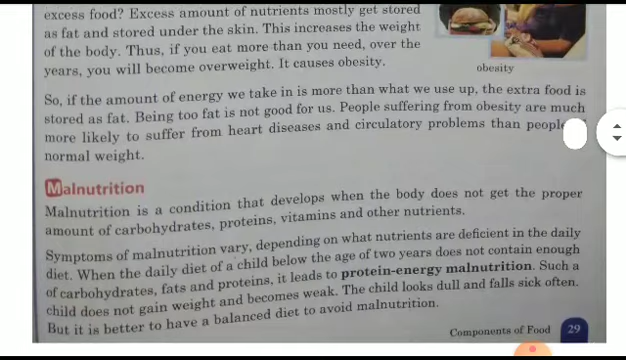 excess food? Excess amount of nutrients mostly get stored
as fat and stored under the skin. This increases the weight
of the body. Thus, if you eat more than you need, over the
years, you will become overweight. It causes obesity.
obesity
So, if the amount of energy we take in is more than what we use up, the extra food is
stored as fat. Being too fat is not good for us. People suffering from obesity are much
more likely to suffer from heart diseases and circulatory problems than people
normal weight.
Malnutrition
Malnutrition is a condition that develops when the body does not get the proper
amount of carbohydrates, proteins, vitamins and other nutrients.
Symptoms of malnutrition vary, depending on what nutrients are deficient in the daily
diet. When the daily diet of a child below the age of two years does not contain enough
of carbohydrates, fats and proteins, it leads to protein-energy malnutrition. Such a
child does not gain weight and becomes weak. The child looks dull and falls sick often.
But it is better to have a balanced diet to avoid malnutrition.
Components of Food 29